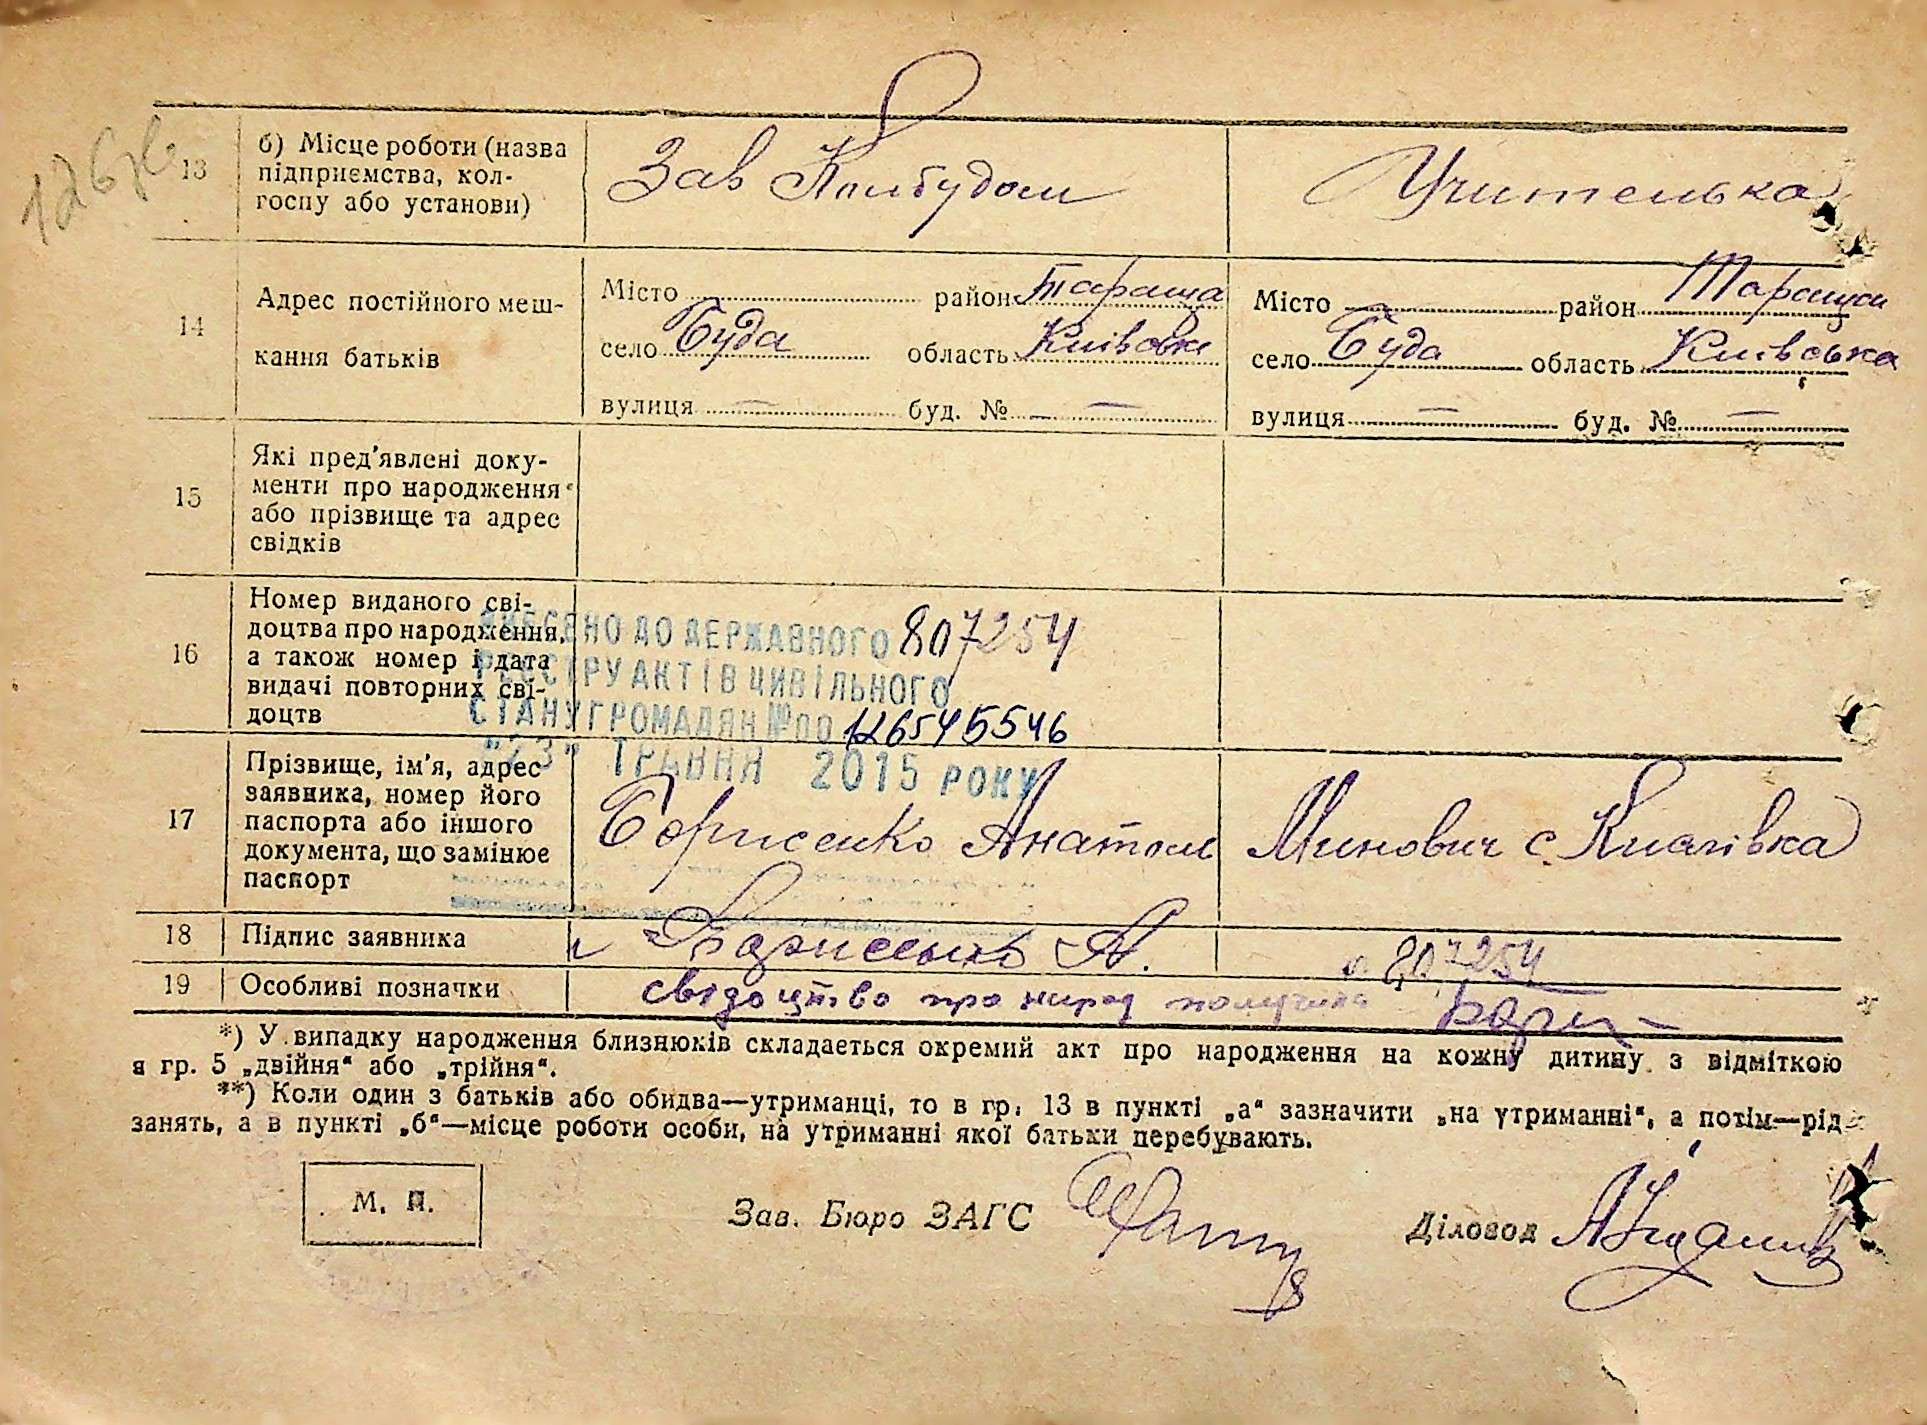 126 зв
13 б) Місце роботи (назва підприємства, колгоспу або установи) Зав Колбудом Учителька
14 Адрес постійного мешкання батьків
Місто район Тараща Місто район Тараща
село Буда область Київська село Буда область Київська
вулиця — буд. № — вулиця — буд. № —
15 Які пред'явлені документи про народження або прізвище та адрес свідків
16 Номер виданого свідоцтва про народження, а також номер і дата видачі повторних свідоцтв 807254
ВНЕСЕНО ДО ДЕРЖАВНОГО
РЕЄСТРУ АКТІВ ЦИВІЛЬНОГО
СТАНУ ГРОМАДЯН № 00126545546
"23" ТРАВНЯ 2015 РОКУ
17 Прізвище, ім'я, адрес заявника, номер його паспорта або іншого документа, що замінює паспорт Борисенко Анатол Минович с.
18 Підпис заявника Борисенко А.
19 Особливі позначки свідоцтво про народ получила 807254
*) У випадку народження близнюків складається окремий акт про народження на кожну дитину з відміткою
в гр. 5 „двійня“ або „трійня“.
**) Коли один з батьків або обидва—утриманці, то в гр. 13 в пункті „а“ зазначити „на утриманні“, а потім—рід
занять, а в пункті „б“—місце роботи особи, на утриманні якої батьки перебувають.
М. П. Зав. Бюро ЗАГС Діловод